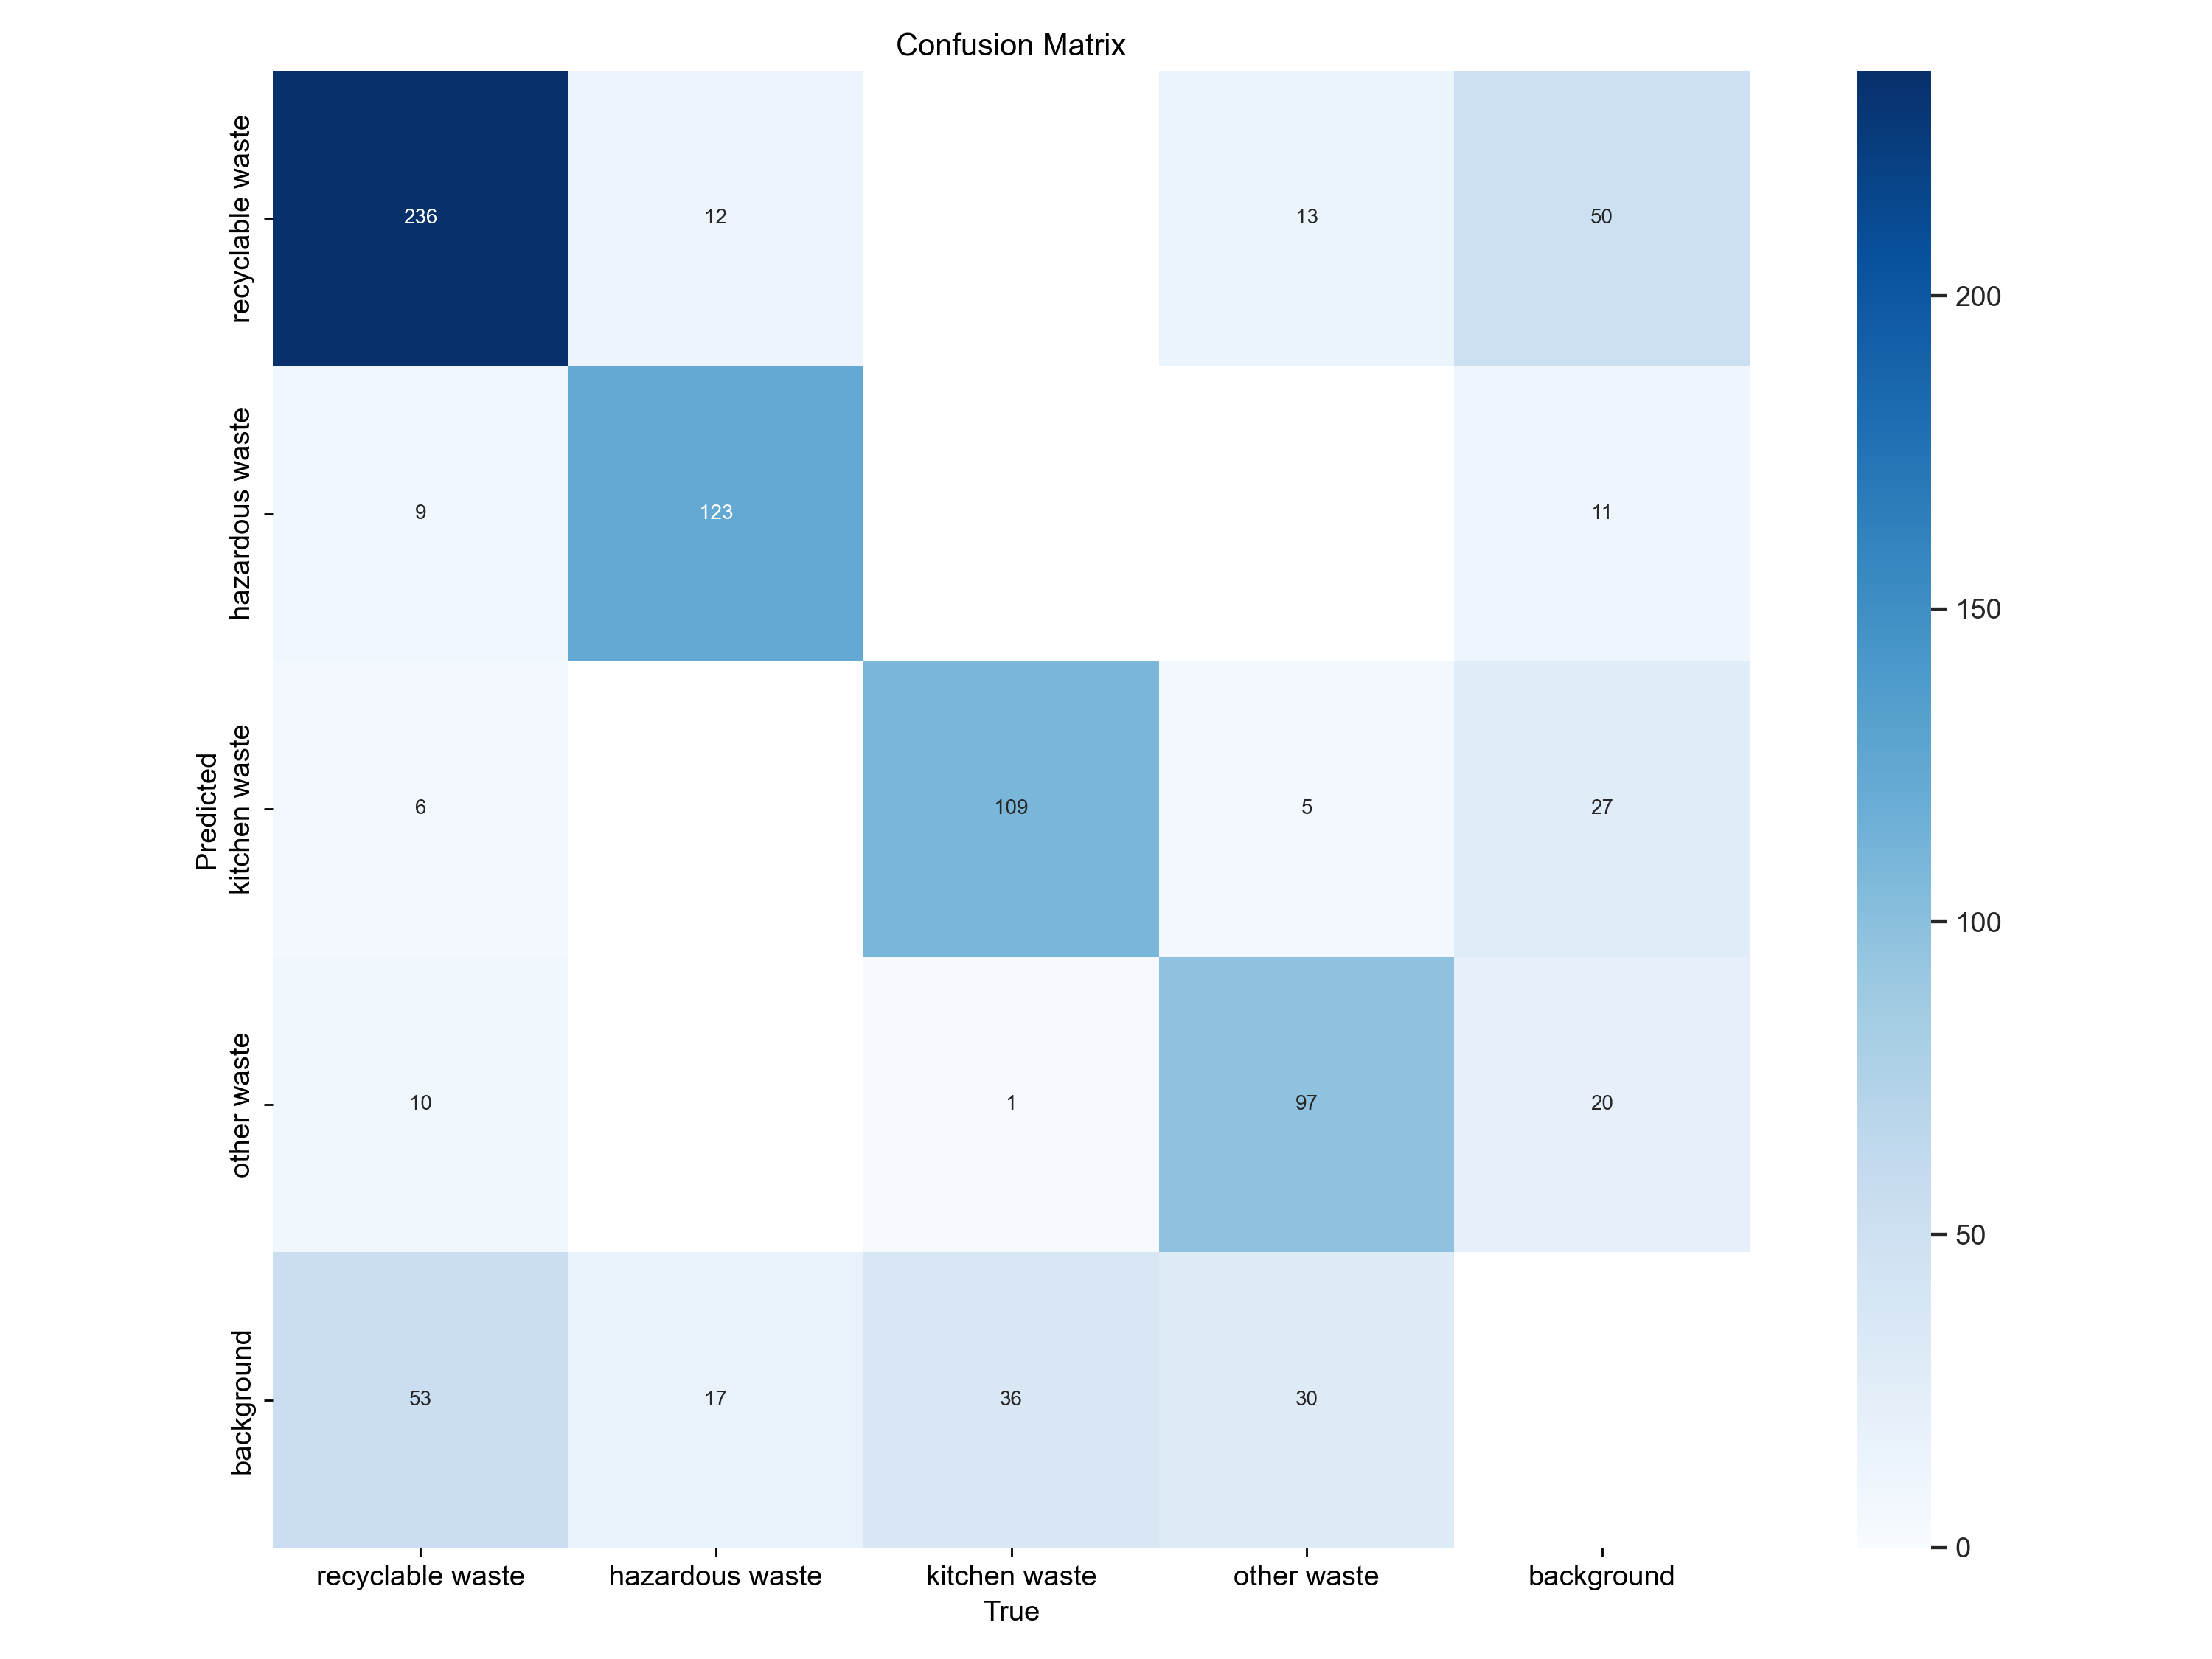 Confusion Matrix
recyclable waste
236
12
13
50
hazardous waste
9
123
11
Predicted
kitchen waste
6
109
5
27
other waste
10
1
97
20
background
53
17
36
30
recyclable waste
hazardous waste
kitchen waste
other waste
background
True
200
150
100
50
0